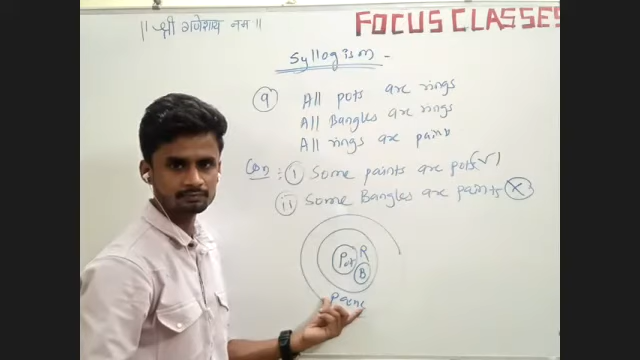 ||श्री गणेशाय नमः||
FOCUS CLASSES
Syllogism -
Q All pots are rings
All Bangles are rings
All rings are paints
Con :- (i) Some paints are pots (√)
(ii) Some Bangles are paints (X)
Pot R
B
Paint